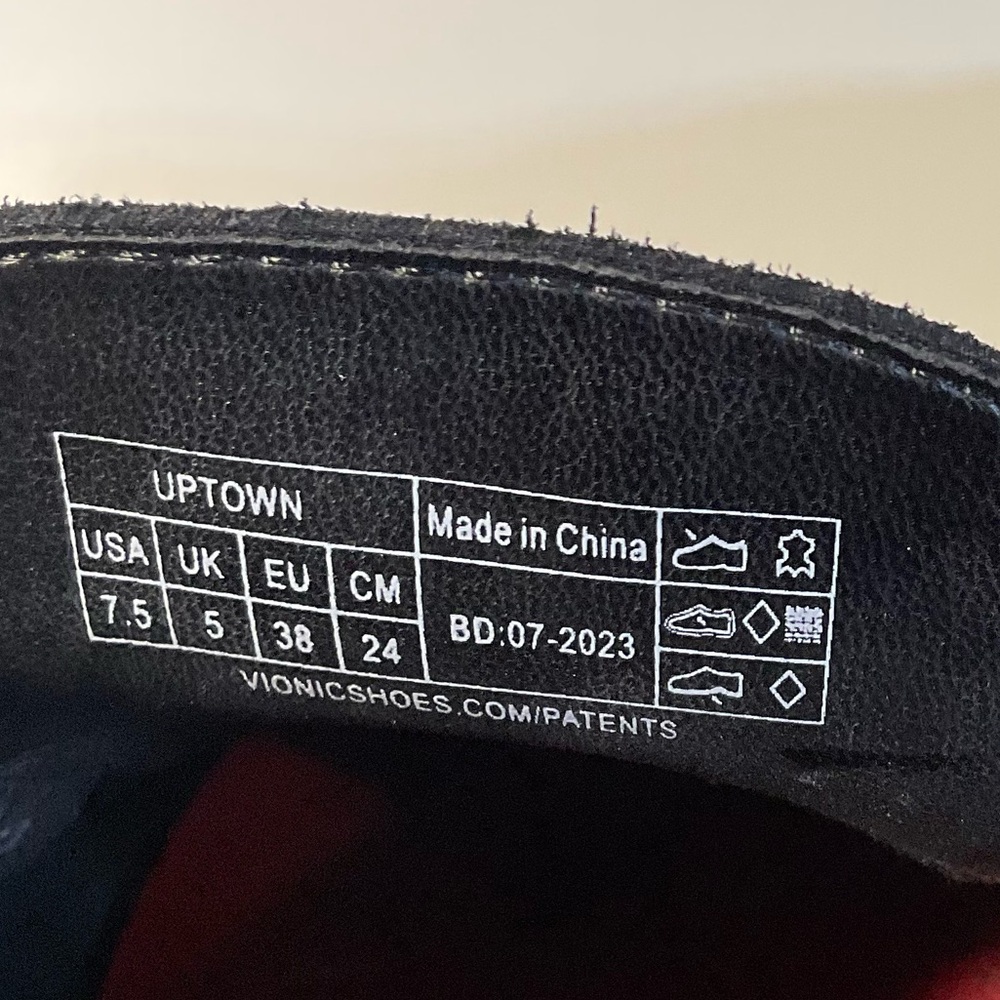 UPTOWN
Made in China
USA UK EU CM
7.5 5 38 24
BD:07-2023
VIONICSHOES.COM/PATENTS